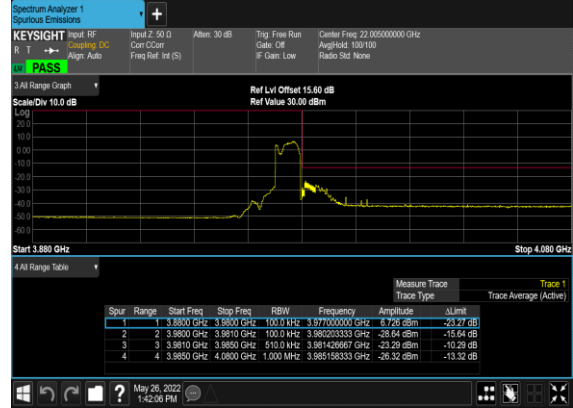 Spectrum Analyzer 1
Spurious Emissions
KEYSIGHT Input: RF Input Z: 50 Ω Atten: 30 dB Trig: Free Run Center Freq: 22.005000000 GHz
R T Coupling: DC Corr CCorr Gate: Off Avg|Hold: 100/100
Align: Auto Freq Ref: Int (S) IF Gain: Low Radio Std: None
PASS
3 All Range Graph
Ref Lvl Offset 15.60 dB
Scale/Div 10.0 dB Ref Value 30.00 dBm
Log
20.0
10.0
0.00
-10.0
-20.0
-30.0
-40.0
-50.0
-60.0
Start 3.880 GHz Stop 4.080 GHz
4 All Range Table
Measure Trace Trace 1
Trace Type Trace Average (Active)
Spur Range Start Freq Stop Freq RBW Frequency Amplitude ΔLimit
1 1 3.8800 GHz 3.9800 GHz 100.0 kHz 3.977000000 GHz 6.726 dBm -23.27 dB
2 2 3.9800 GHz 3.9810 GHz 100.0 kHz 3.980203333 GHz -28.64 dBm -15.64 dB
3 3 3.9810 GHz 3.9850 GHz 510.0 kHz 3.981426667 GHz -23.29 dBm -10.29 dB
4 4 3.9850 GHz 4.0800 GHz 1.000 MHz 3.985158333 GHz -26.32 dBm -13.32 dB
? May 26, 2022
1:42:06 PM